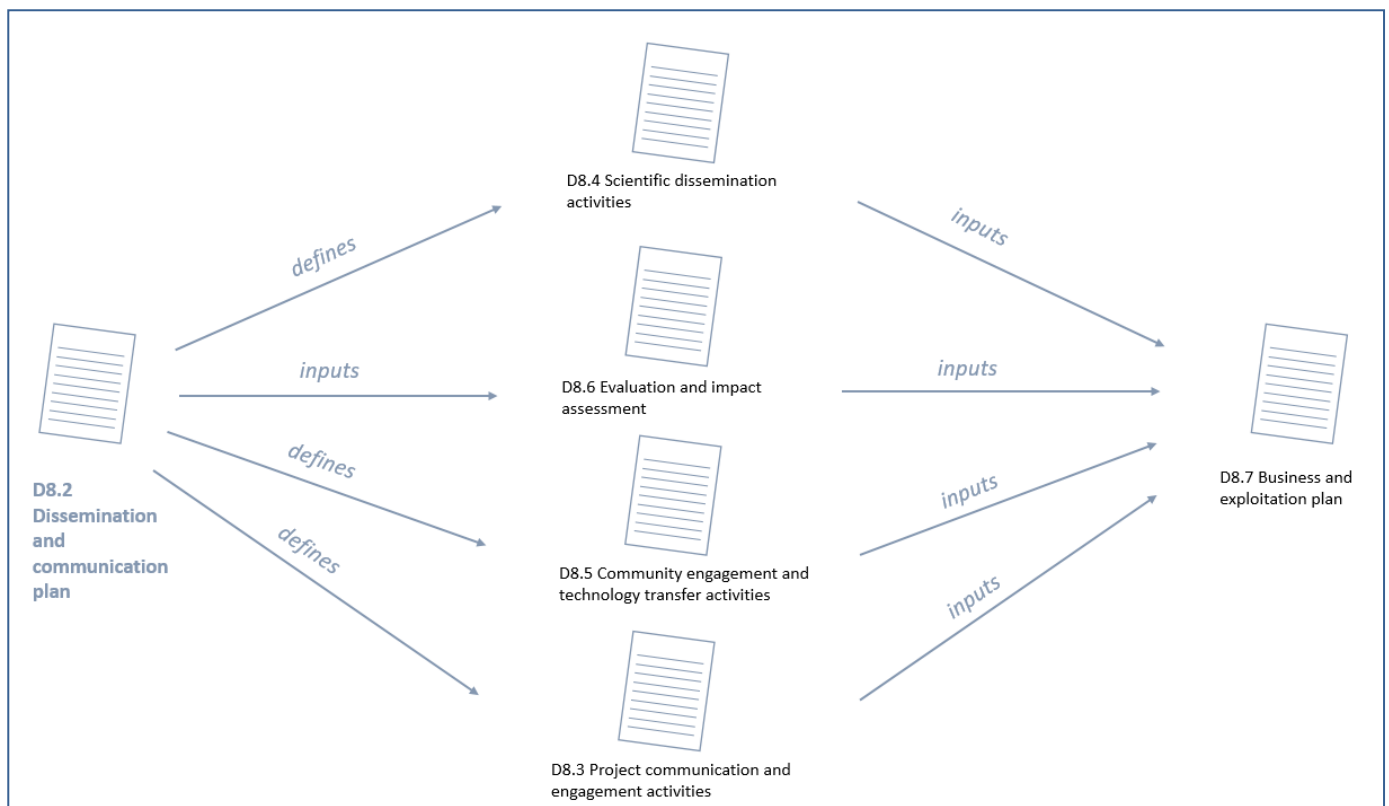 D8.4 Scientific dissemination
activities
defines
inputs
D8.6 Evaluation and impact
assessment
inputs
inputs
D8.2
Dissemination
and
communication
plan
defines
D8.5 Community engagement and
technology transfer activities
inputs
D8.7 Business and
exploitation plan
defines
inputs
D8.3 Project communication and
engagement activities